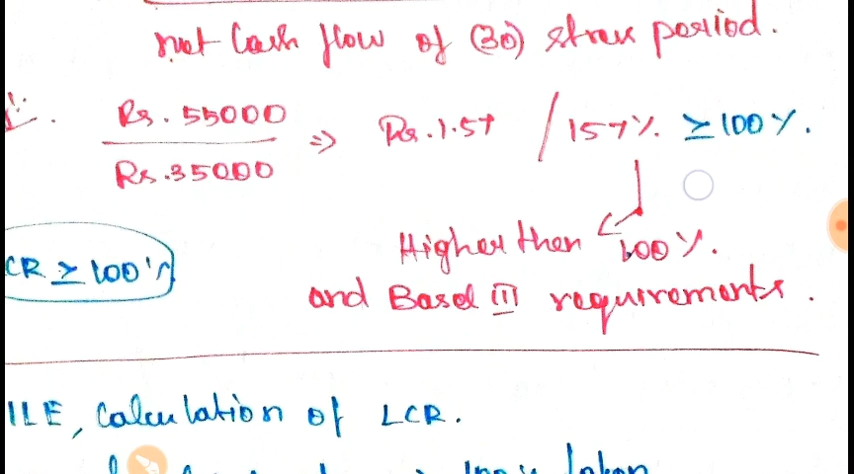 net Cash flow of (30) stress period.
Rs. 55000
Rs. 35000
=> Rs. 1.57 / 157%. ≥ 100%.
CR ≥ 100%
Higher then 100%.
and Basel III requirements.
ILE, Calculation of LCR.